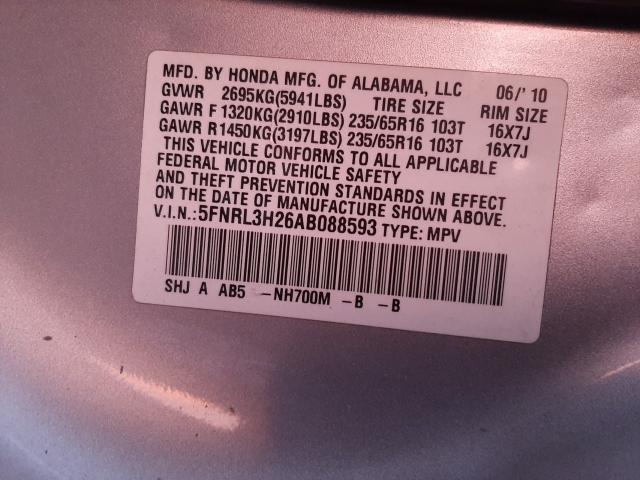 MFD. BY HONDA MFG. OF ALABAMA, LLC 06/' 10
GVWR 2695KG(5941LBS) TIRE SIZE RIM SIZE
GAWR F 1320KG(2910LBS) 235/65R16 103T 16X7J
GAWR R1450KG(3197LBS) 235/65R16 103T 16X7J
THIS VEHICLE CONFORMS TO ALL APPLICABLE
FEDERAL MOTOR VEHICLE SAFETY
AND THEFT PREVENTION STANDARDS IN EFFECT
ON THE DATE OF MANUFACTURE SHOWN ABOVE.
V.I.N.: 5FNRL3H26AB088593 TYPE: MPV
SHJ A AB5 -NH700M -B -B